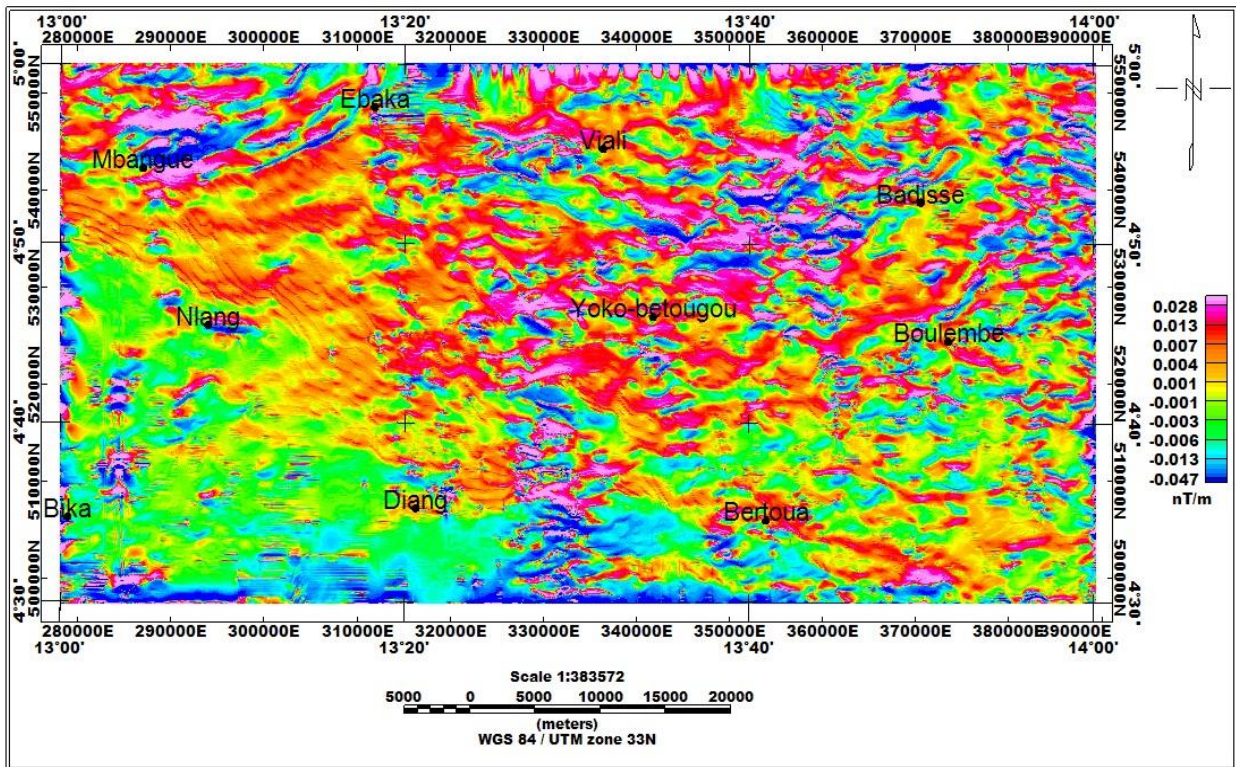 13°00' 13°20' 13°40' 14°00'
280000E 290000E 300000E 310000E 320000E 330000E 340000E 350000E 360000E 370000E 380000E 390000E
5°00' 5°00'
550000N 550000N
Ebaka
N
Viali
Mbangue
540000N 540000N
Badisse
4°50' 4°50'
530000N 530000N
Nlang
Yoko-betougou
Boulembe
0.028
0.013
0.007
0.004
0.001
-0.001
-0.003
-0.006
-0.013
-0.047
nT/m
520000N 520000N
4°40' 4°40'
510000N 510000N
Bika
Diang
Bertoua
500000N 500000N
4°30' 4°30'
280000E 290000E 300000E 310000E 320000E 330000E 340000E 350000E 360000E 370000E 380000E 390000E
13°00' 13°20' 13°40' 14°00'
Scale 1:383572
5000 0 5000 10000 15000 20000
(meters)
WGS 84 / UTM zone 33N